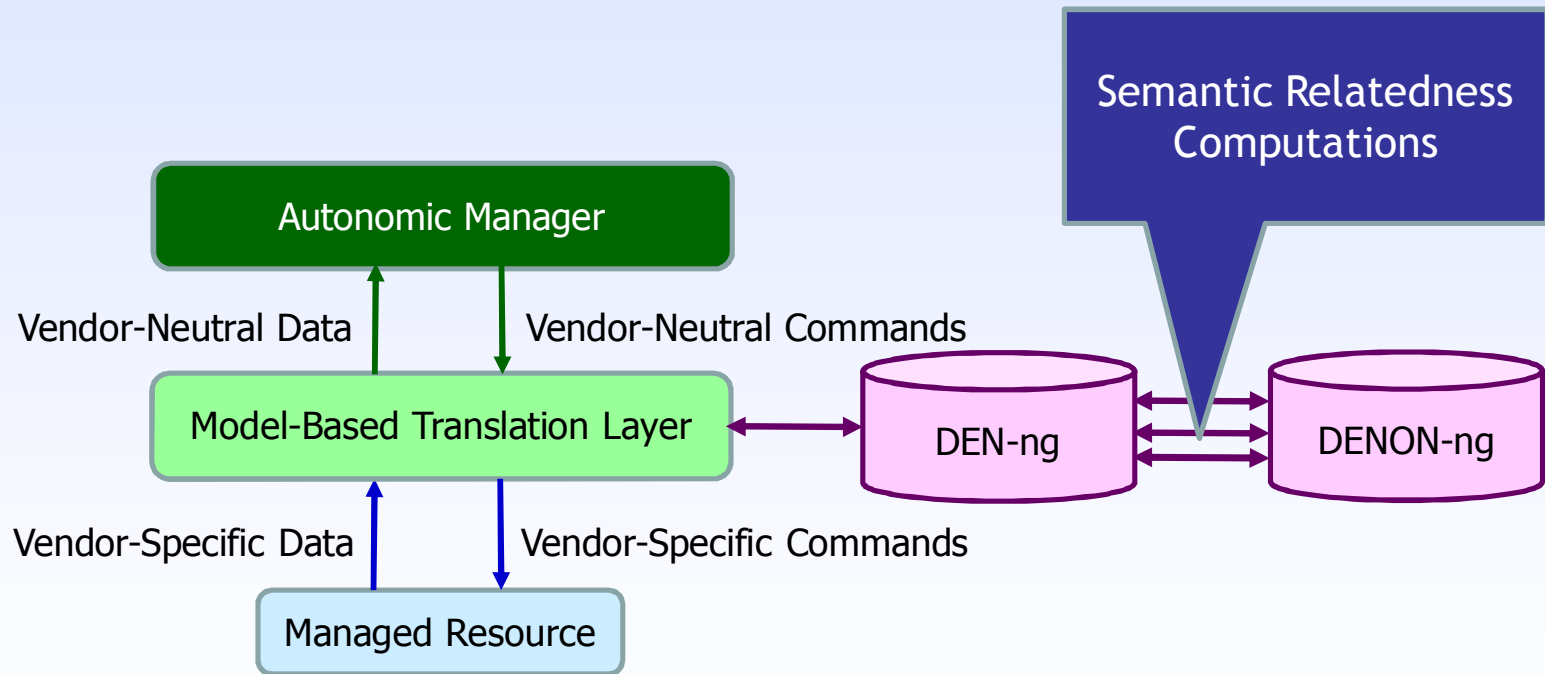 Semantic Relatedness
Computations
Autonomic Manager
Vendor-Neutral Data
Vendor-Neutral Commands
Model-Based Translation Layer
DEN-ng
DENON-ng
Vendor-Specific Data
Vendor-Specific Commands
Managed Resource